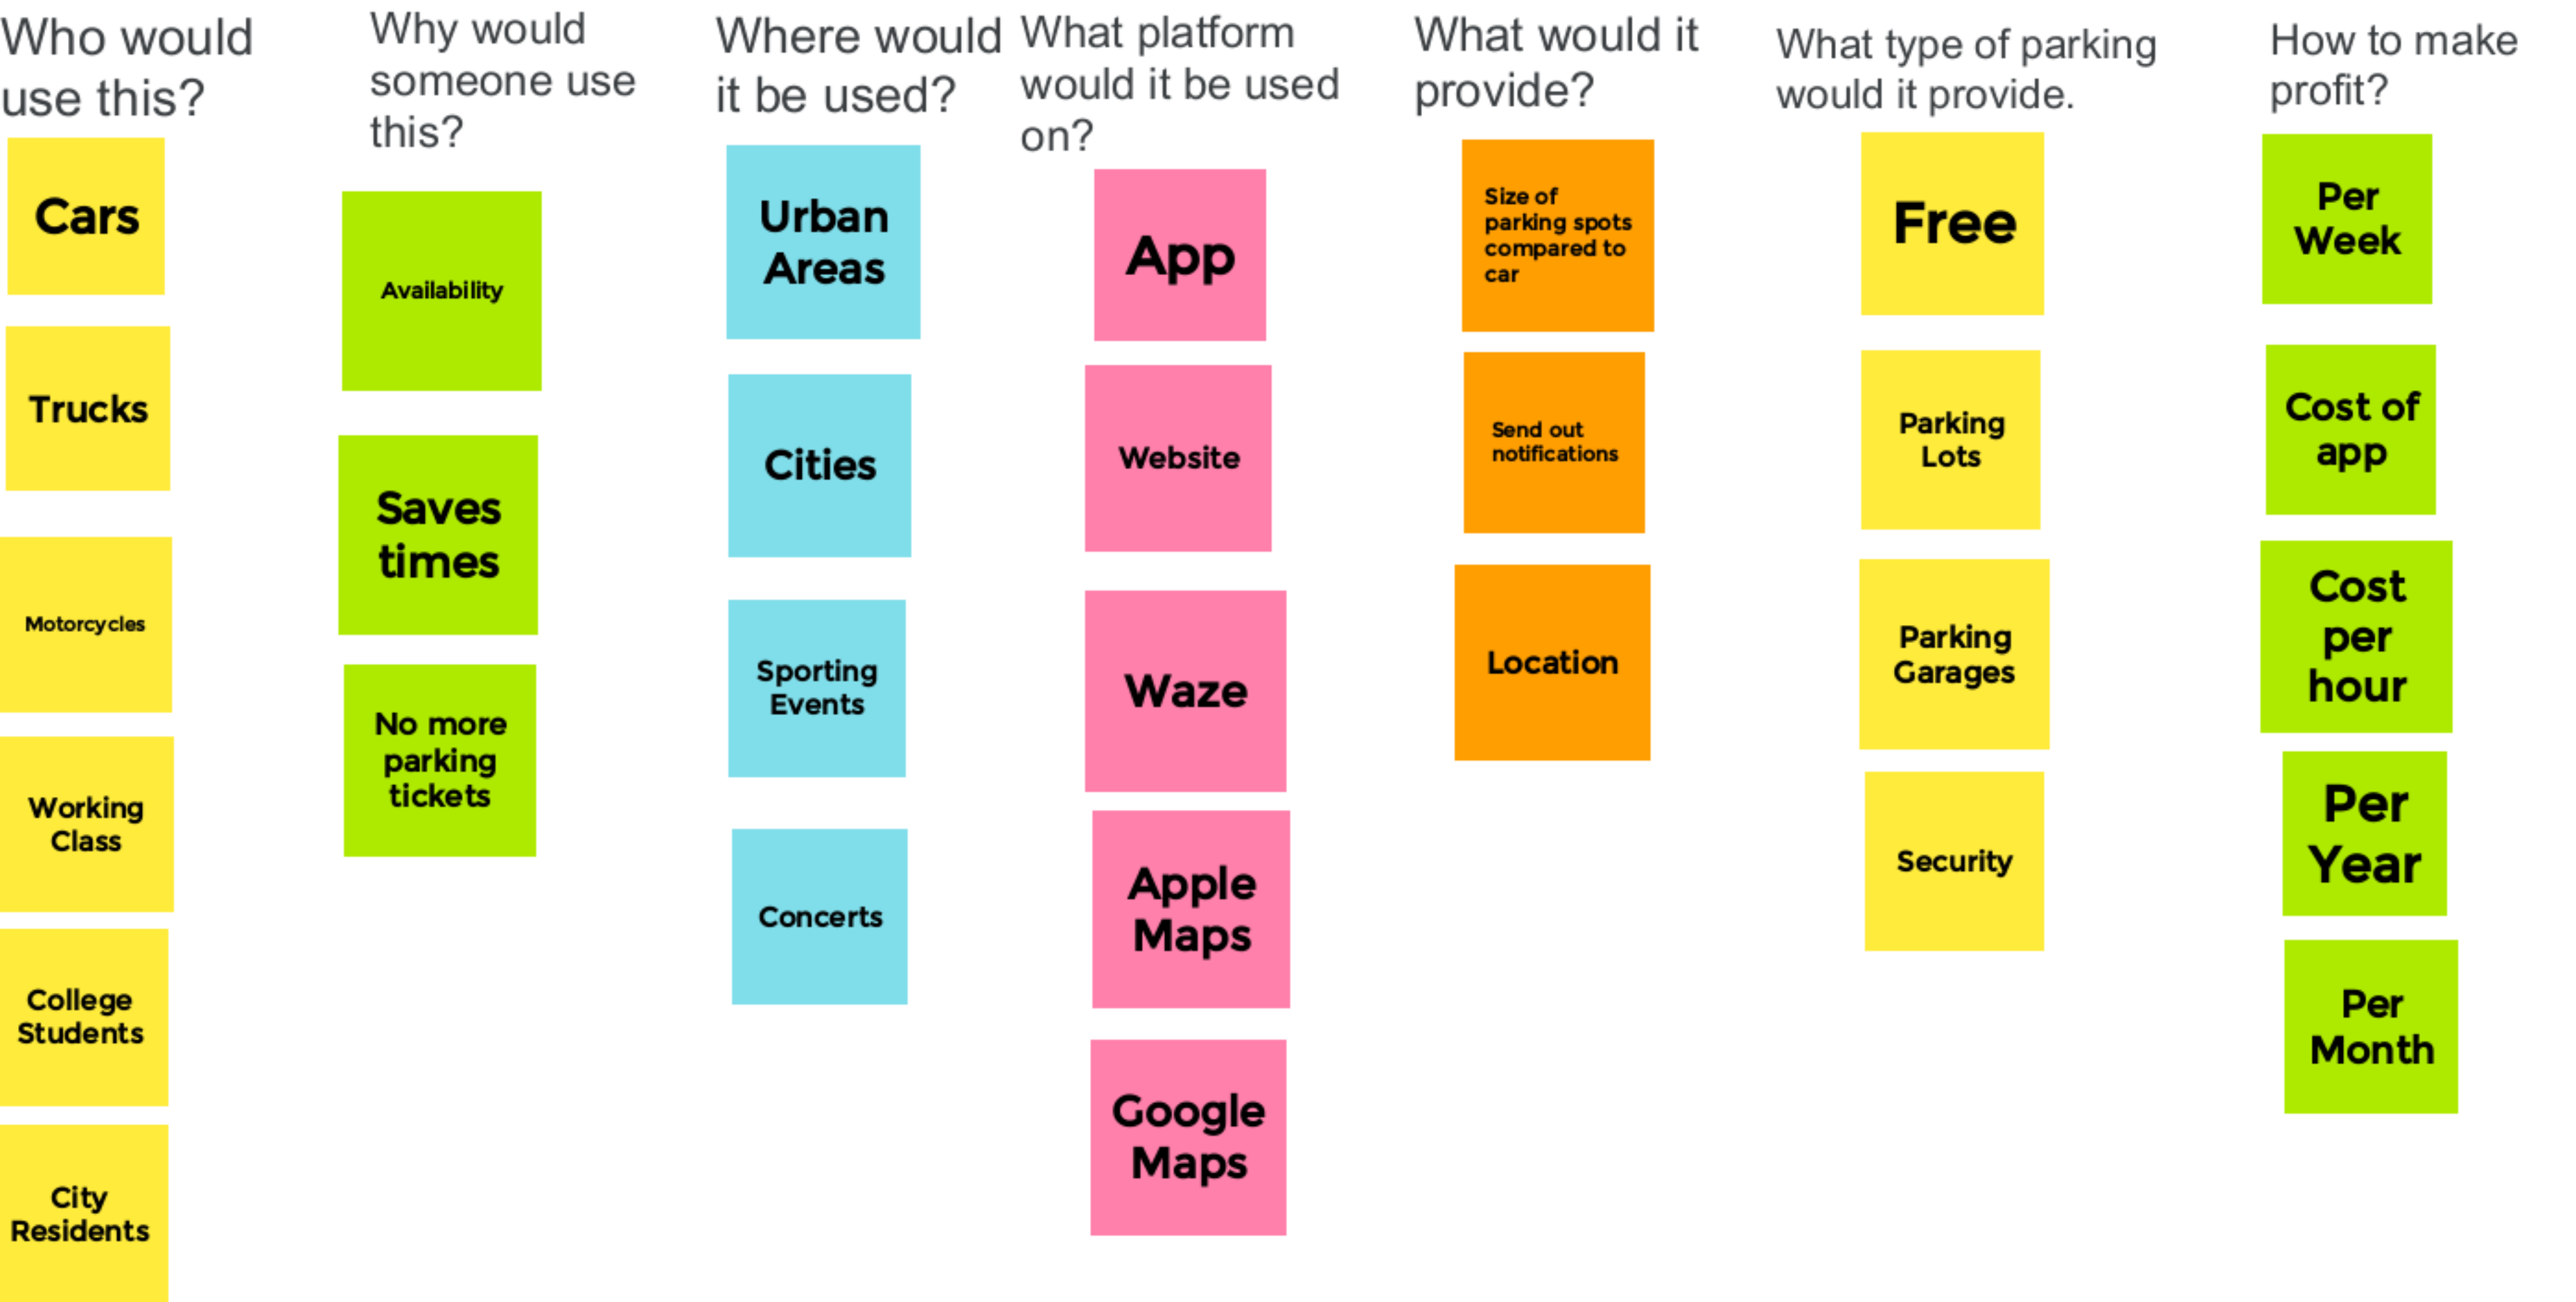 Who would
use this?
Cars
Trucks
Motorcycles
Working
Class
College
Students
City
Residents
Why would
someone use
this?
Availability
Saves
times
No more
parking
tickets
Where would
it be used?
Urban
Areas
Cities
Sporting
Events
Concerts
What platform
would it be used
on?
App
Website
Waze
Apple
Maps
Google
Maps
What would it
provide?
Size of
parking spots
compared to
car
Send out
notifications
Location
What type of parking
would it provide.
Free
Parking
Lots
Parking
Garages
Security
How to make
profit?
Per
Week
Cost of
app
Cost
per
hour
Per
Year
Per
Month